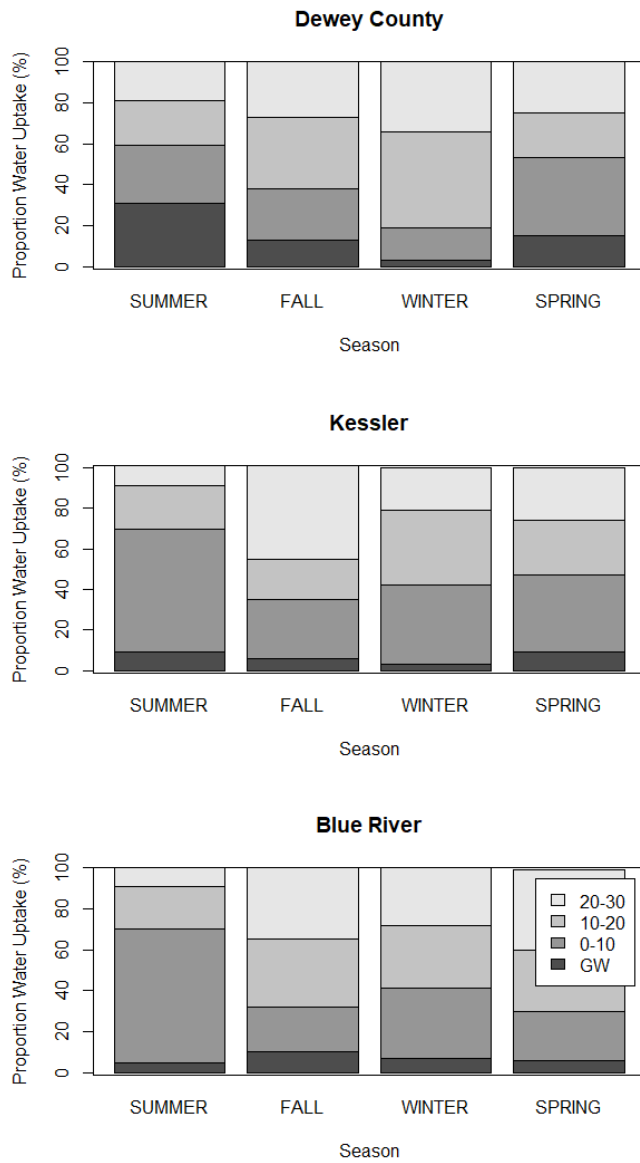 Dewey County
Proportion Water Uptake (%)
100
80
60
40
20
0
SUMMER FALL WINTER SPRING
Season
Kessler
Proportion Water Uptake (%)
100
80
60
40
20
0
SUMMER FALL WINTER SPRING
Season
Blue River
Proportion Water Uptake (%)
100
80
60
40
20
0
20-30
10-20
0-10
GW
SUMMER FALL WINTER SPRING
Season